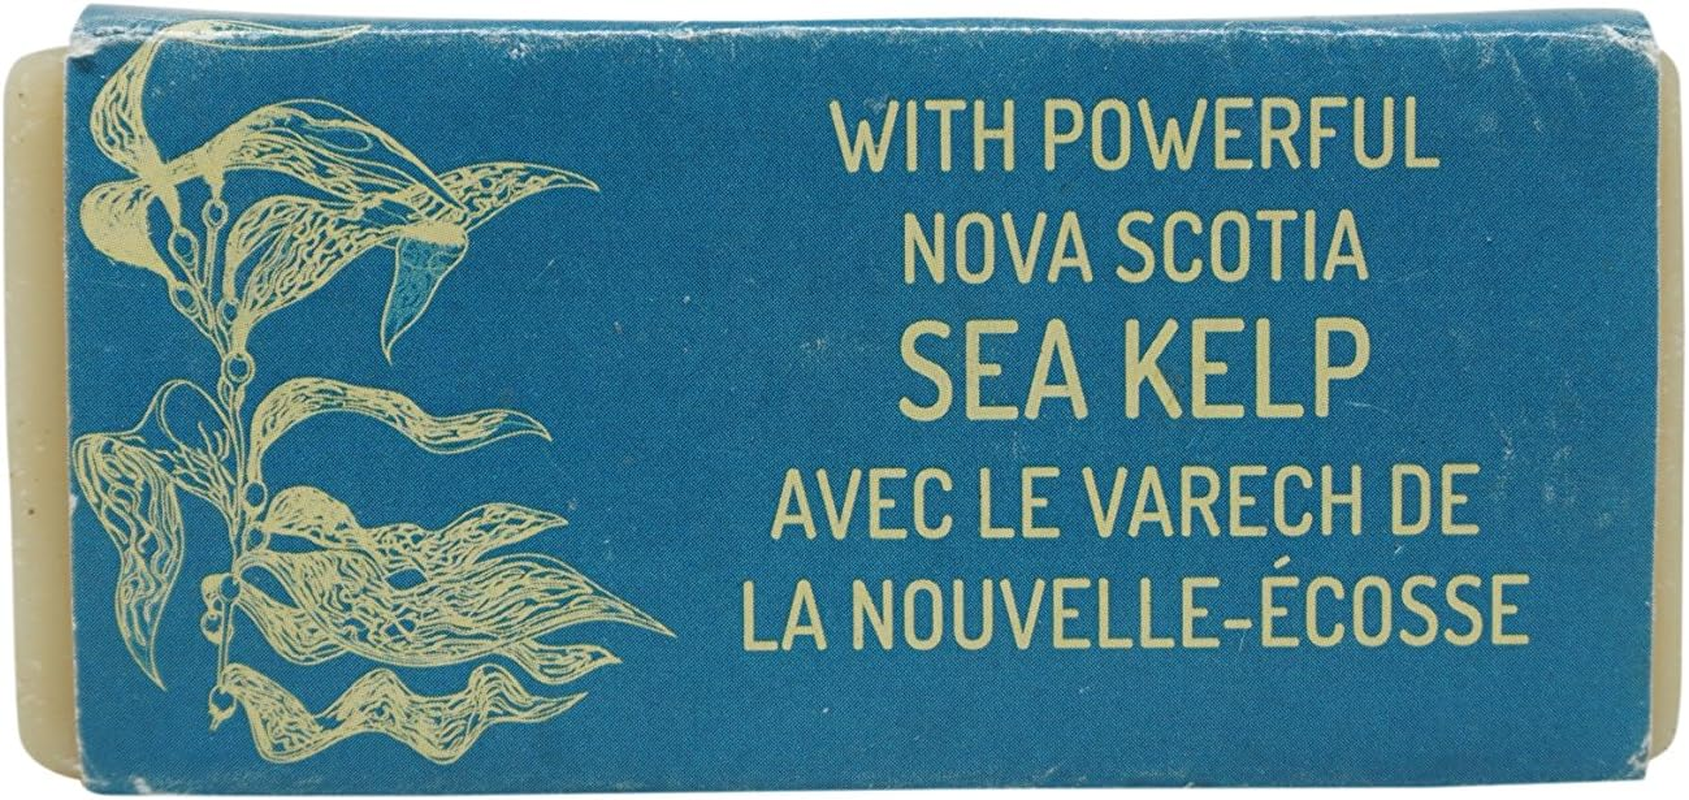 WITH POWERFUL
NOVA SCOTIA
SEA KELP
AVEC LE VARECH DE
LA NOUVELLE-ÉCOSSE